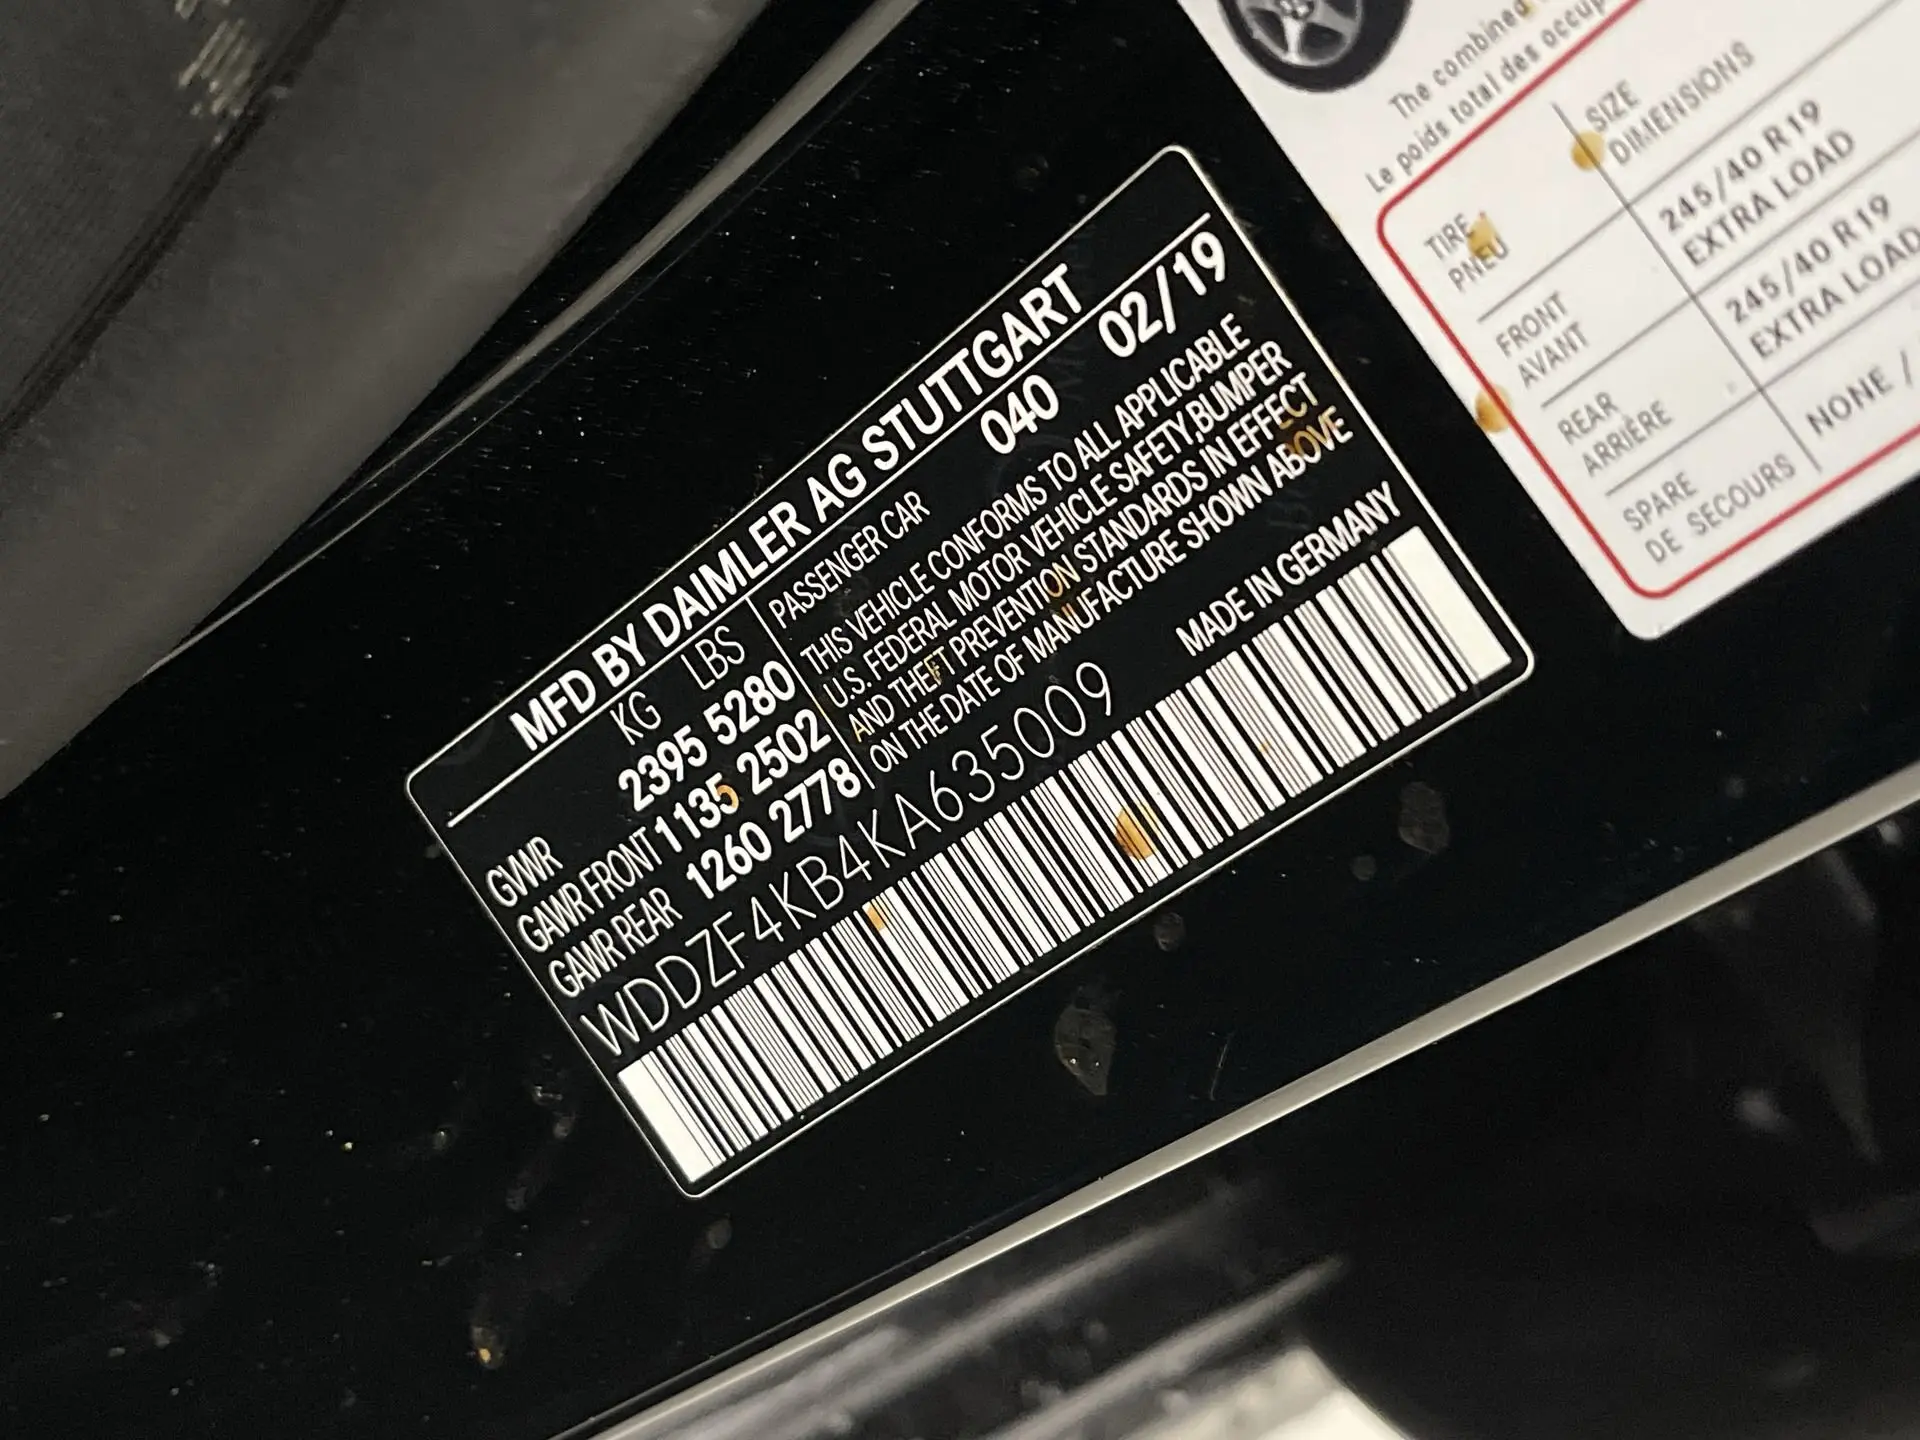 MFD BY DAIMLER AG STUTTGART
040 02/19
KG LBS
GVWR 2395 5280
GAWR FRONT 1135 2502
GAWR REAR 1260 2778
PASSENGER CAR
THIS VEHICLE CONFORMS TO ALL APPLICABLE
U.S. FEDERAL MOTOR VEHICLE SAFETY,BUMPER
AND THEFT PREVENTION STANDARDS IN EFFECT
ON THE DATE OF MANUFACTURE SHOWN ABOVE
WDDZF4KB4KA635009
MADE IN GERMANY
The combined
Le poids total des
TIRE
PNEU
SIZE
DIMENSIONS
FRONT
AVANT
245/40 R19
EXTRA LOAD
REAR
ARRIÈRE
245/40 R19
EXTRA LOAD
SPARE
DE SECOURS
NONE /